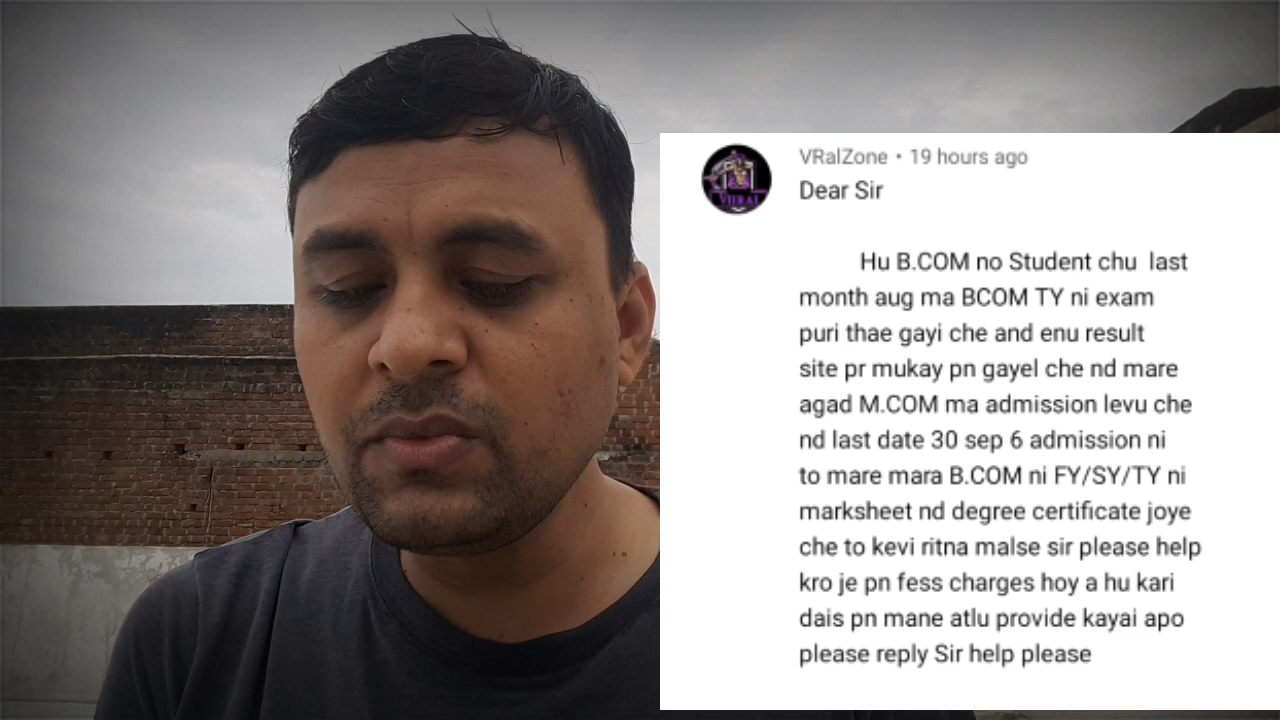 VRalZone • 19 hours ago
Dear Sir
Hu B.COM no Student chu last
month aug ma BCOM TY ni exam
puri thae gayi che and enu result
site pr mukay pn gayel che nd mare
agad M.COM ma admission levu che
nd last date 30 sep 6 admission ni
to mare mara B.COM ni FY/SY/TY ni
marksheet nd degree certificate joye
che to kevi ritna malse sir please help
kro je pn fess charges hoy a hu kari
dais pn mane atlu provide kayai apo
please reply Sir help please